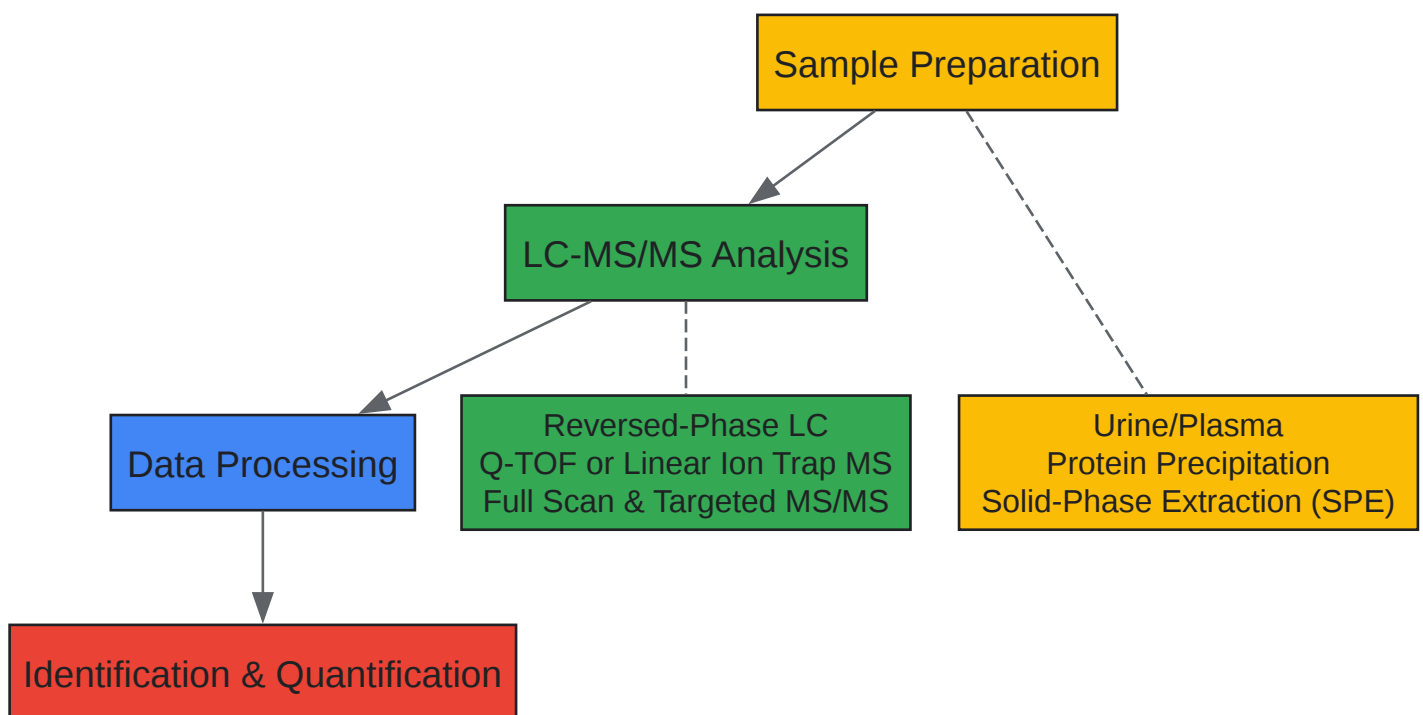 Sample Preparation
LC-MS/MS Analysis
Data Processing
Reversed-Phase LC
Q-TOF or Linear Ion Trap MS
Full Scan & Targeted MS/MS
Urine/Plasma
Protein Precipitation
Solid-Phase Extraction (SPE)
Identification & Quantification